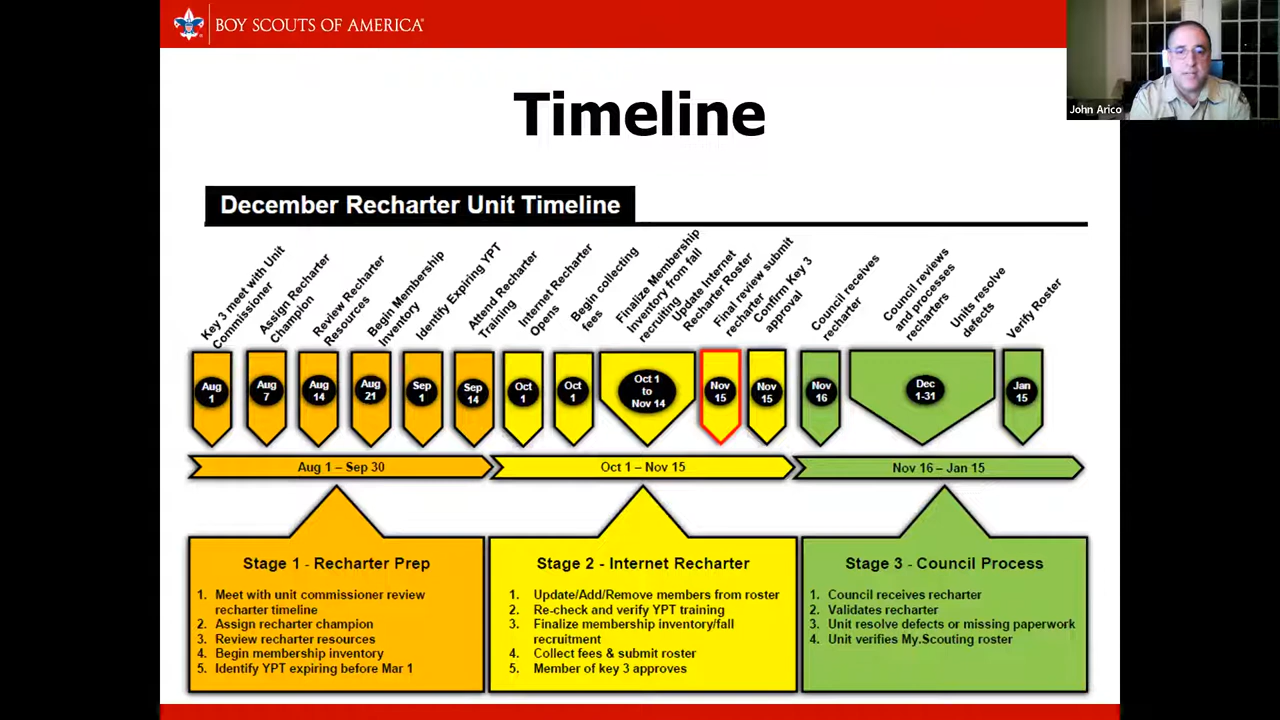 BOY SCOUTS OF AMERICA®
John Arico
Timeline
December Recharter Unit Timeline
Key 3 meet with Unit
Commissioner
Assign Recharter
Champion
Review Recharter
Resources
Begin Membership
Inventory
Identify Expiring YPT
Attend Recharter
Training
Internet Recharter
Opens
Begin collecting
fees
Finalize Membership
Inventory from fall
recruiting
Update Internet
Recharter Roster
Final review submit
recharter
Confirm Key 3
approval
Council receives
recharter
Council reviews
and processes
recharters
Units resolve
defects
Verify Roster
Aug
1
Aug
7
Aug
14
Aug
21
Sep
1
Sep
14
Oct
1
Oct
1
Oct 1
to
Nov 14
Nov
15
Nov
15
Nov
16
Dec
1-31
Jan
15
Aug 1 – Sep 30
Oct 1 – Nov 15
Nov 16 – Jan 15
Stage 1 - Recharter Prep
1. Meet with unit commissioner review
recharter timeline
2. Assign recharter champion
3. Review recharter resources
4. Begin membership inventory
5. Identify YPT expiring before Mar 1
Stage 2 - Internet Recharter
1. Update/Add/Remove members from roster
2. Re-check and verify YPT training
3. Finalize membership inventory/fall
recruitment
4. Collect fees & submit roster
5. Member of key 3 approves
Stage 3 - Council Process
1. Council receives recharter
2. Validates recharter
3. Unit resolve defects or missing paperwork
4. Unit verifies My.Scouting roster